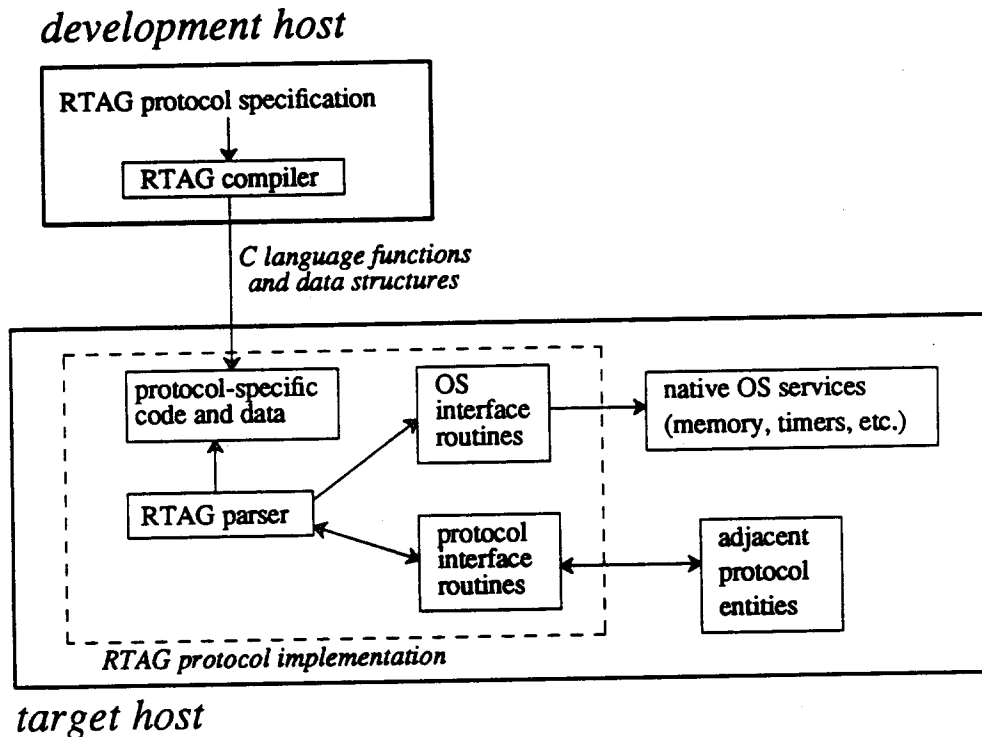 development host
RTAG protocol specification
RTAG compiler
C language functions
and data structures
protocol-specific
code and data
OS
interface
routines
native OS services
(memory, timers, etc.)
RTAG parser
protocol
interface
routines
adjacent
protocol
entities
RTAG protocol implementation
target host